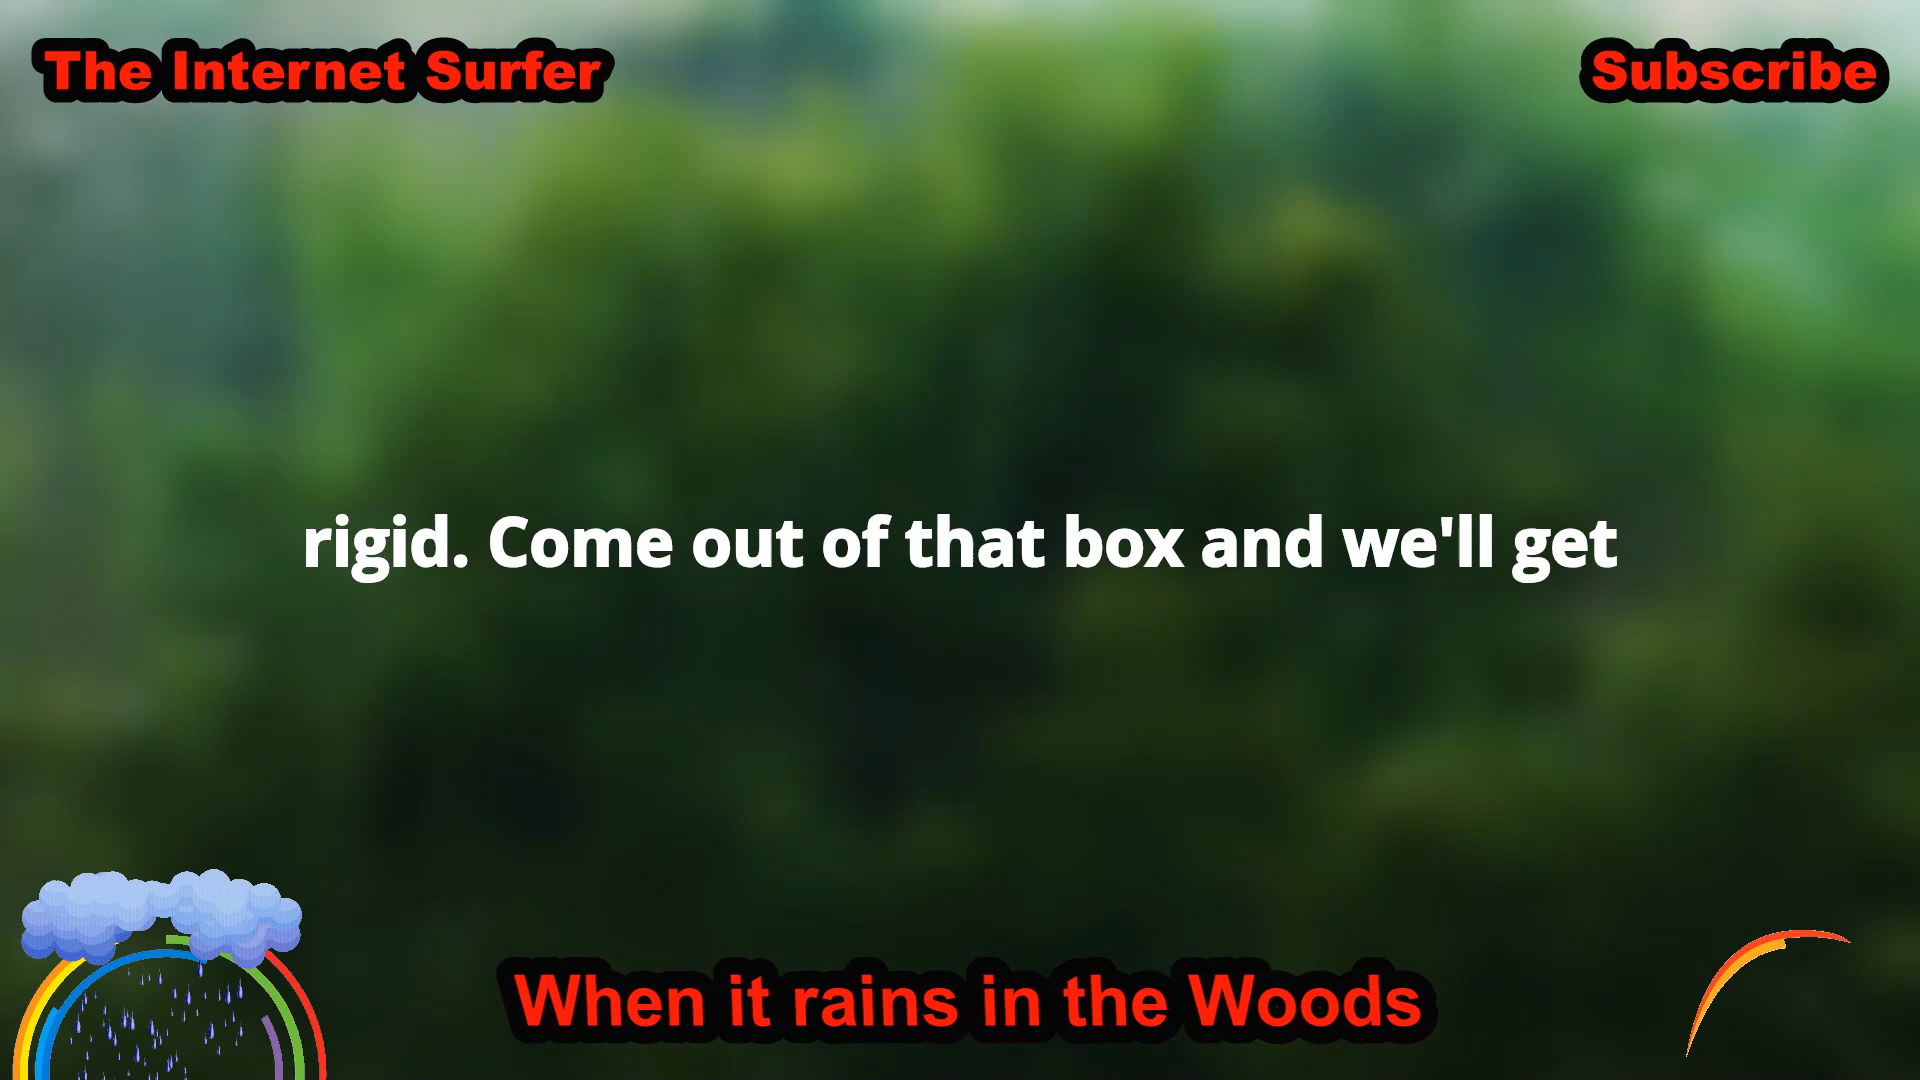 The Internet Surfer
Subscribe
rigid. Come out of that box and we'll get
When it rains in the Woods